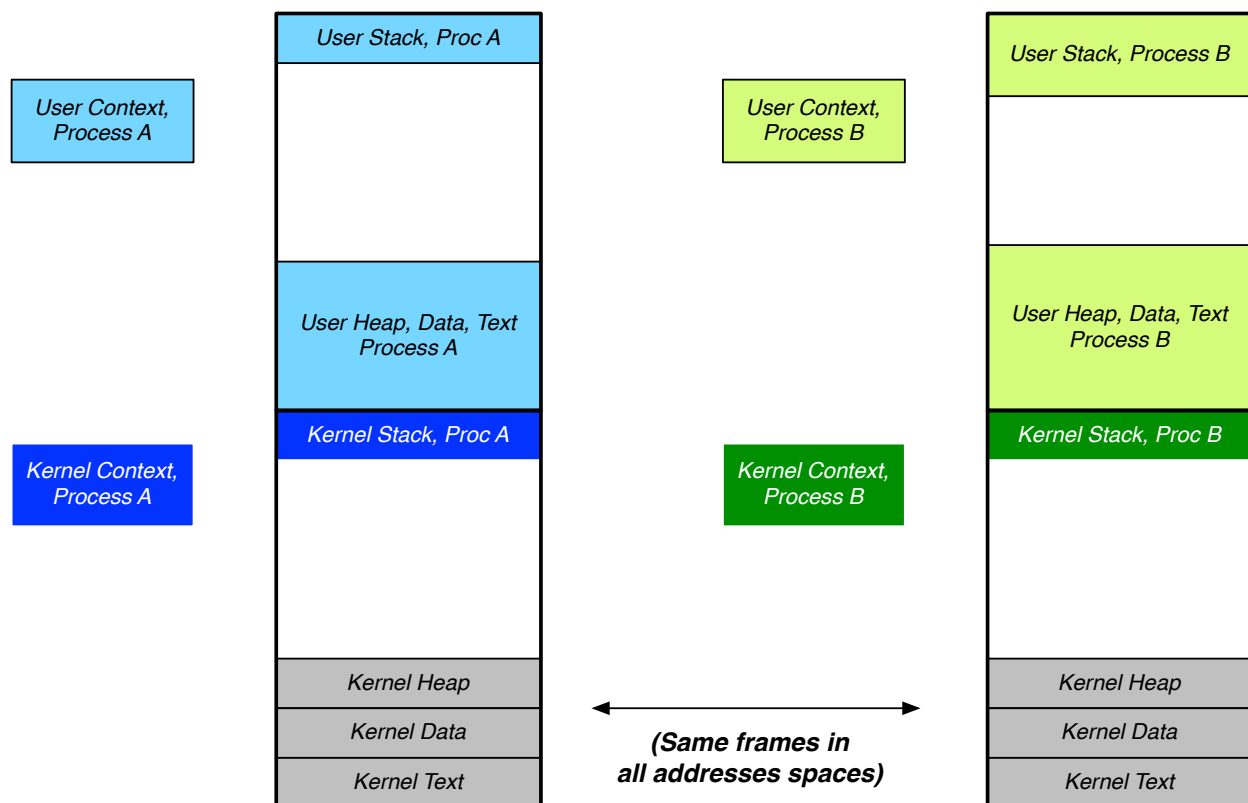 User Stack, Proc A
User Context,
Process A
User Heap, Data, Text
Process A
Kernel Stack, Proc A
Kernel Context,
Process A
Kernel Heap
Kernel Data
Kernel Text
User Stack, Process B
User Context,
Process B
User Heap, Data, Text
Process B
Kernel Stack, Proc B
Kernel Context,
Process B
Kernel Heap
Kernel Data
Kernel Text
(Same frames in
all addresses spaces)